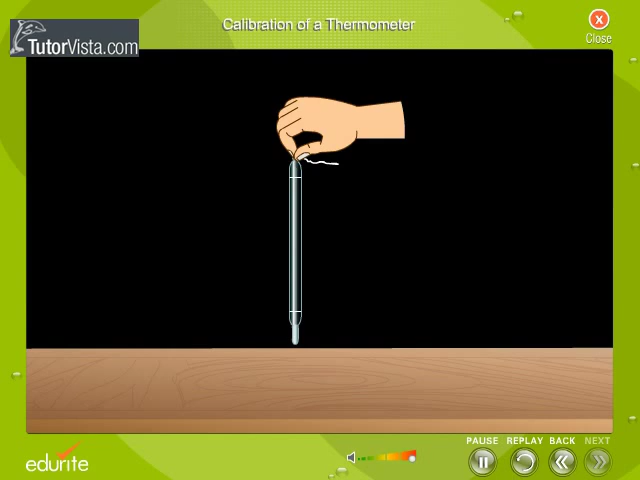 Calibration of a Thermometer
x
Close
TutorVista.com
PAUSE REPLAY BACK NEXT
edurite